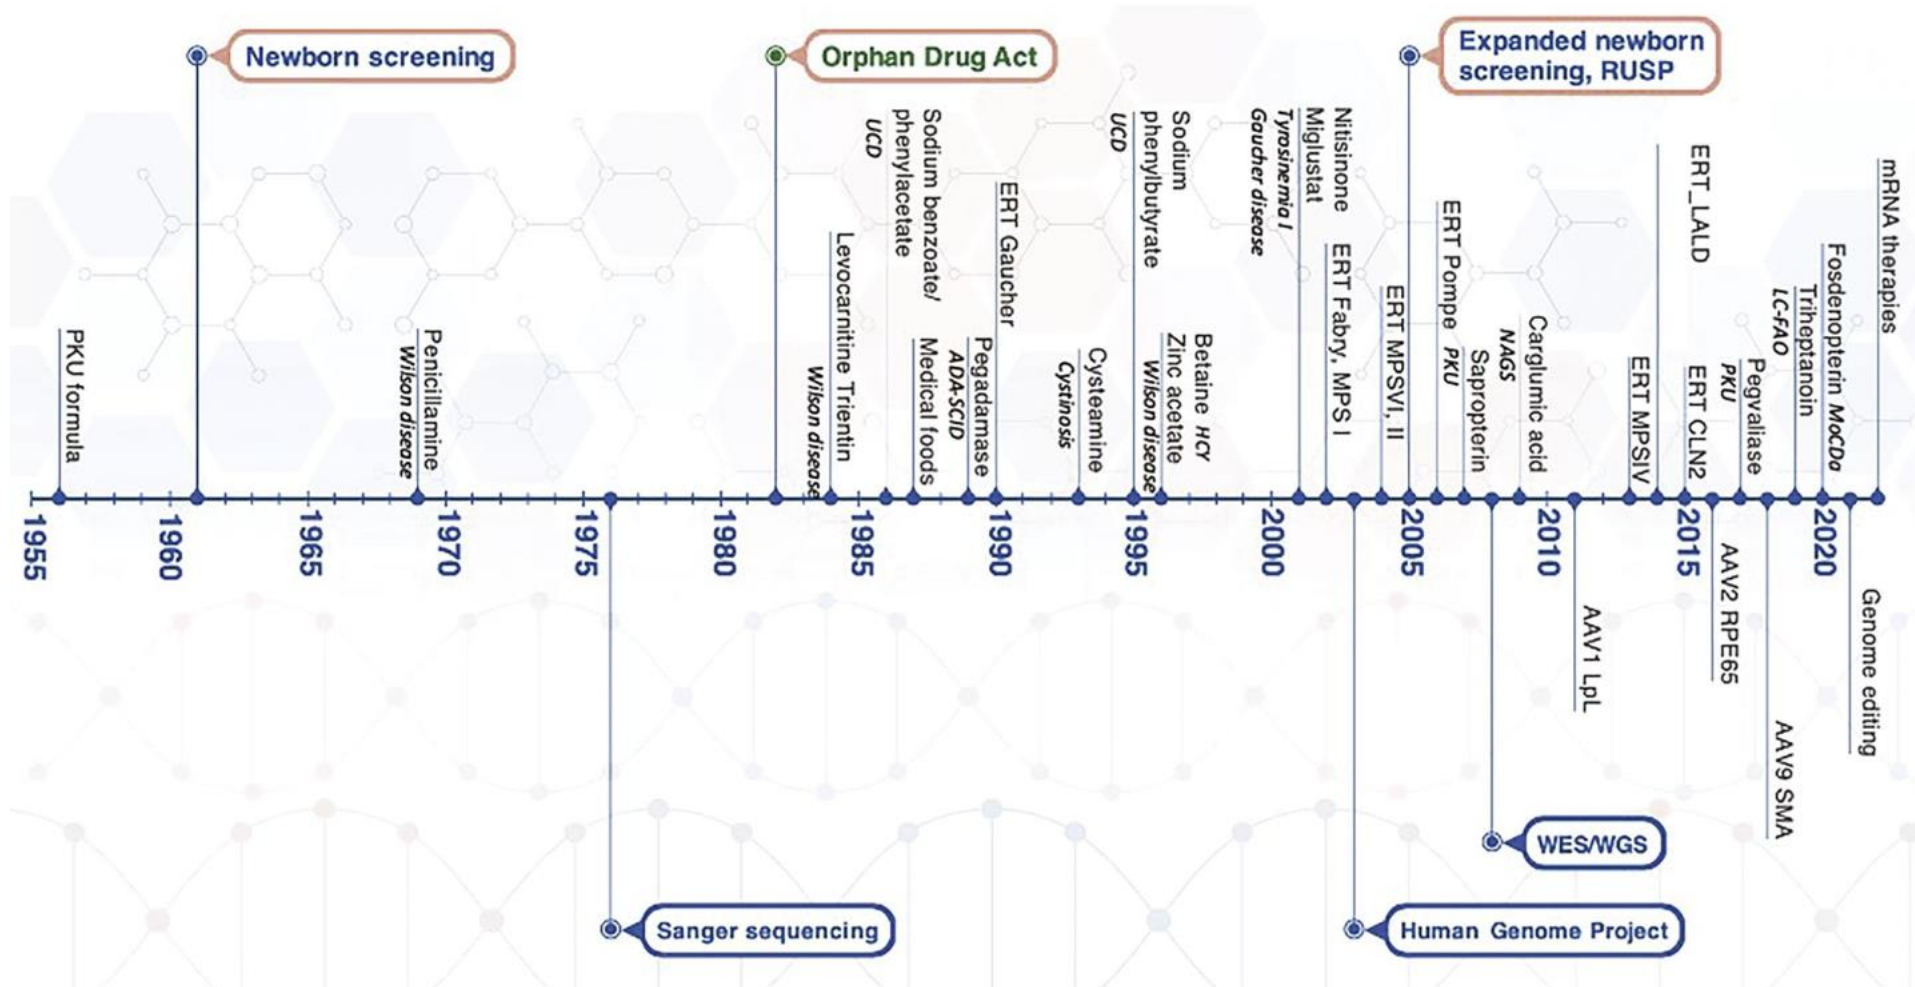 Newborn screening
Orphan Drug Act
Expanded newborn
screening, RUSP
PKU formula
Penicillamine
Wilson disease
Levocarnitine Trientin
Wilson disease
Sodium benzoate/
phenylacetate
UCD
Medical foods
Pegadamase
ADA-SCID
ERT Gaucher
Cysteamine
Cystinosis
Sodium
phenylbutyrate
UCD
Betaine HCY
Zinc acetate
Wilson disease
Nitisinone
Miglustat
Tyrosinemia I
Gaucher disease
ERT Fabry, MPS I
ERT MPSVI, II
ERT Pompe
Sapropterin
PKU
Carglumic acid
NAGS
ERT MPSIV
ERT_LALD
ERT CLN2
Pegvaliase
PKU
Triheptanoin
LC-FAO
Fosdenopterin MoCDa
mRNA therapies
1955
1960
1965
1970
1975
1980
1985
1990
1995
2000
2005
2010
2015
2020
AAV1 LpL
AAV2 RPE65
AAV9 SMA
Genome editing
WES/WGS
Sanger sequencing
Human Genome Project